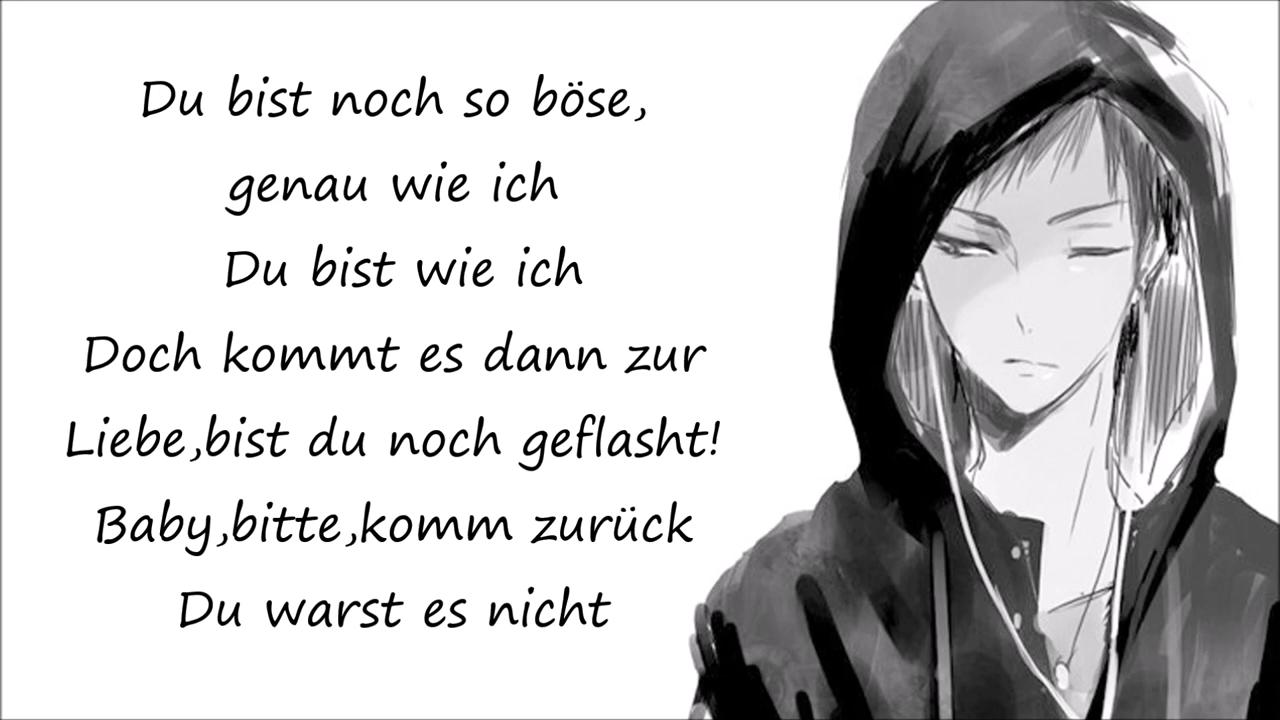 Du bist noch so böse,
genau wie ich
Du bist wie ich
Doch kommt es dann zur
Liebe,bist du noch geflasht!
Baby,bitte,komm zurück
Du warst es nicht